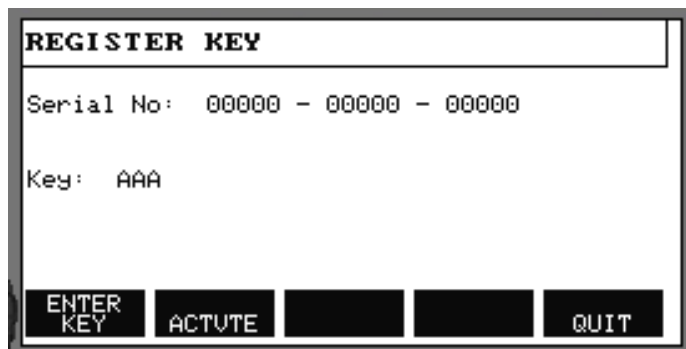 REGISTER KEY
Serial No: 00000 - 00000 - 00000
Key: AAA
ENTER
KEY
ACTVTE
QUIT